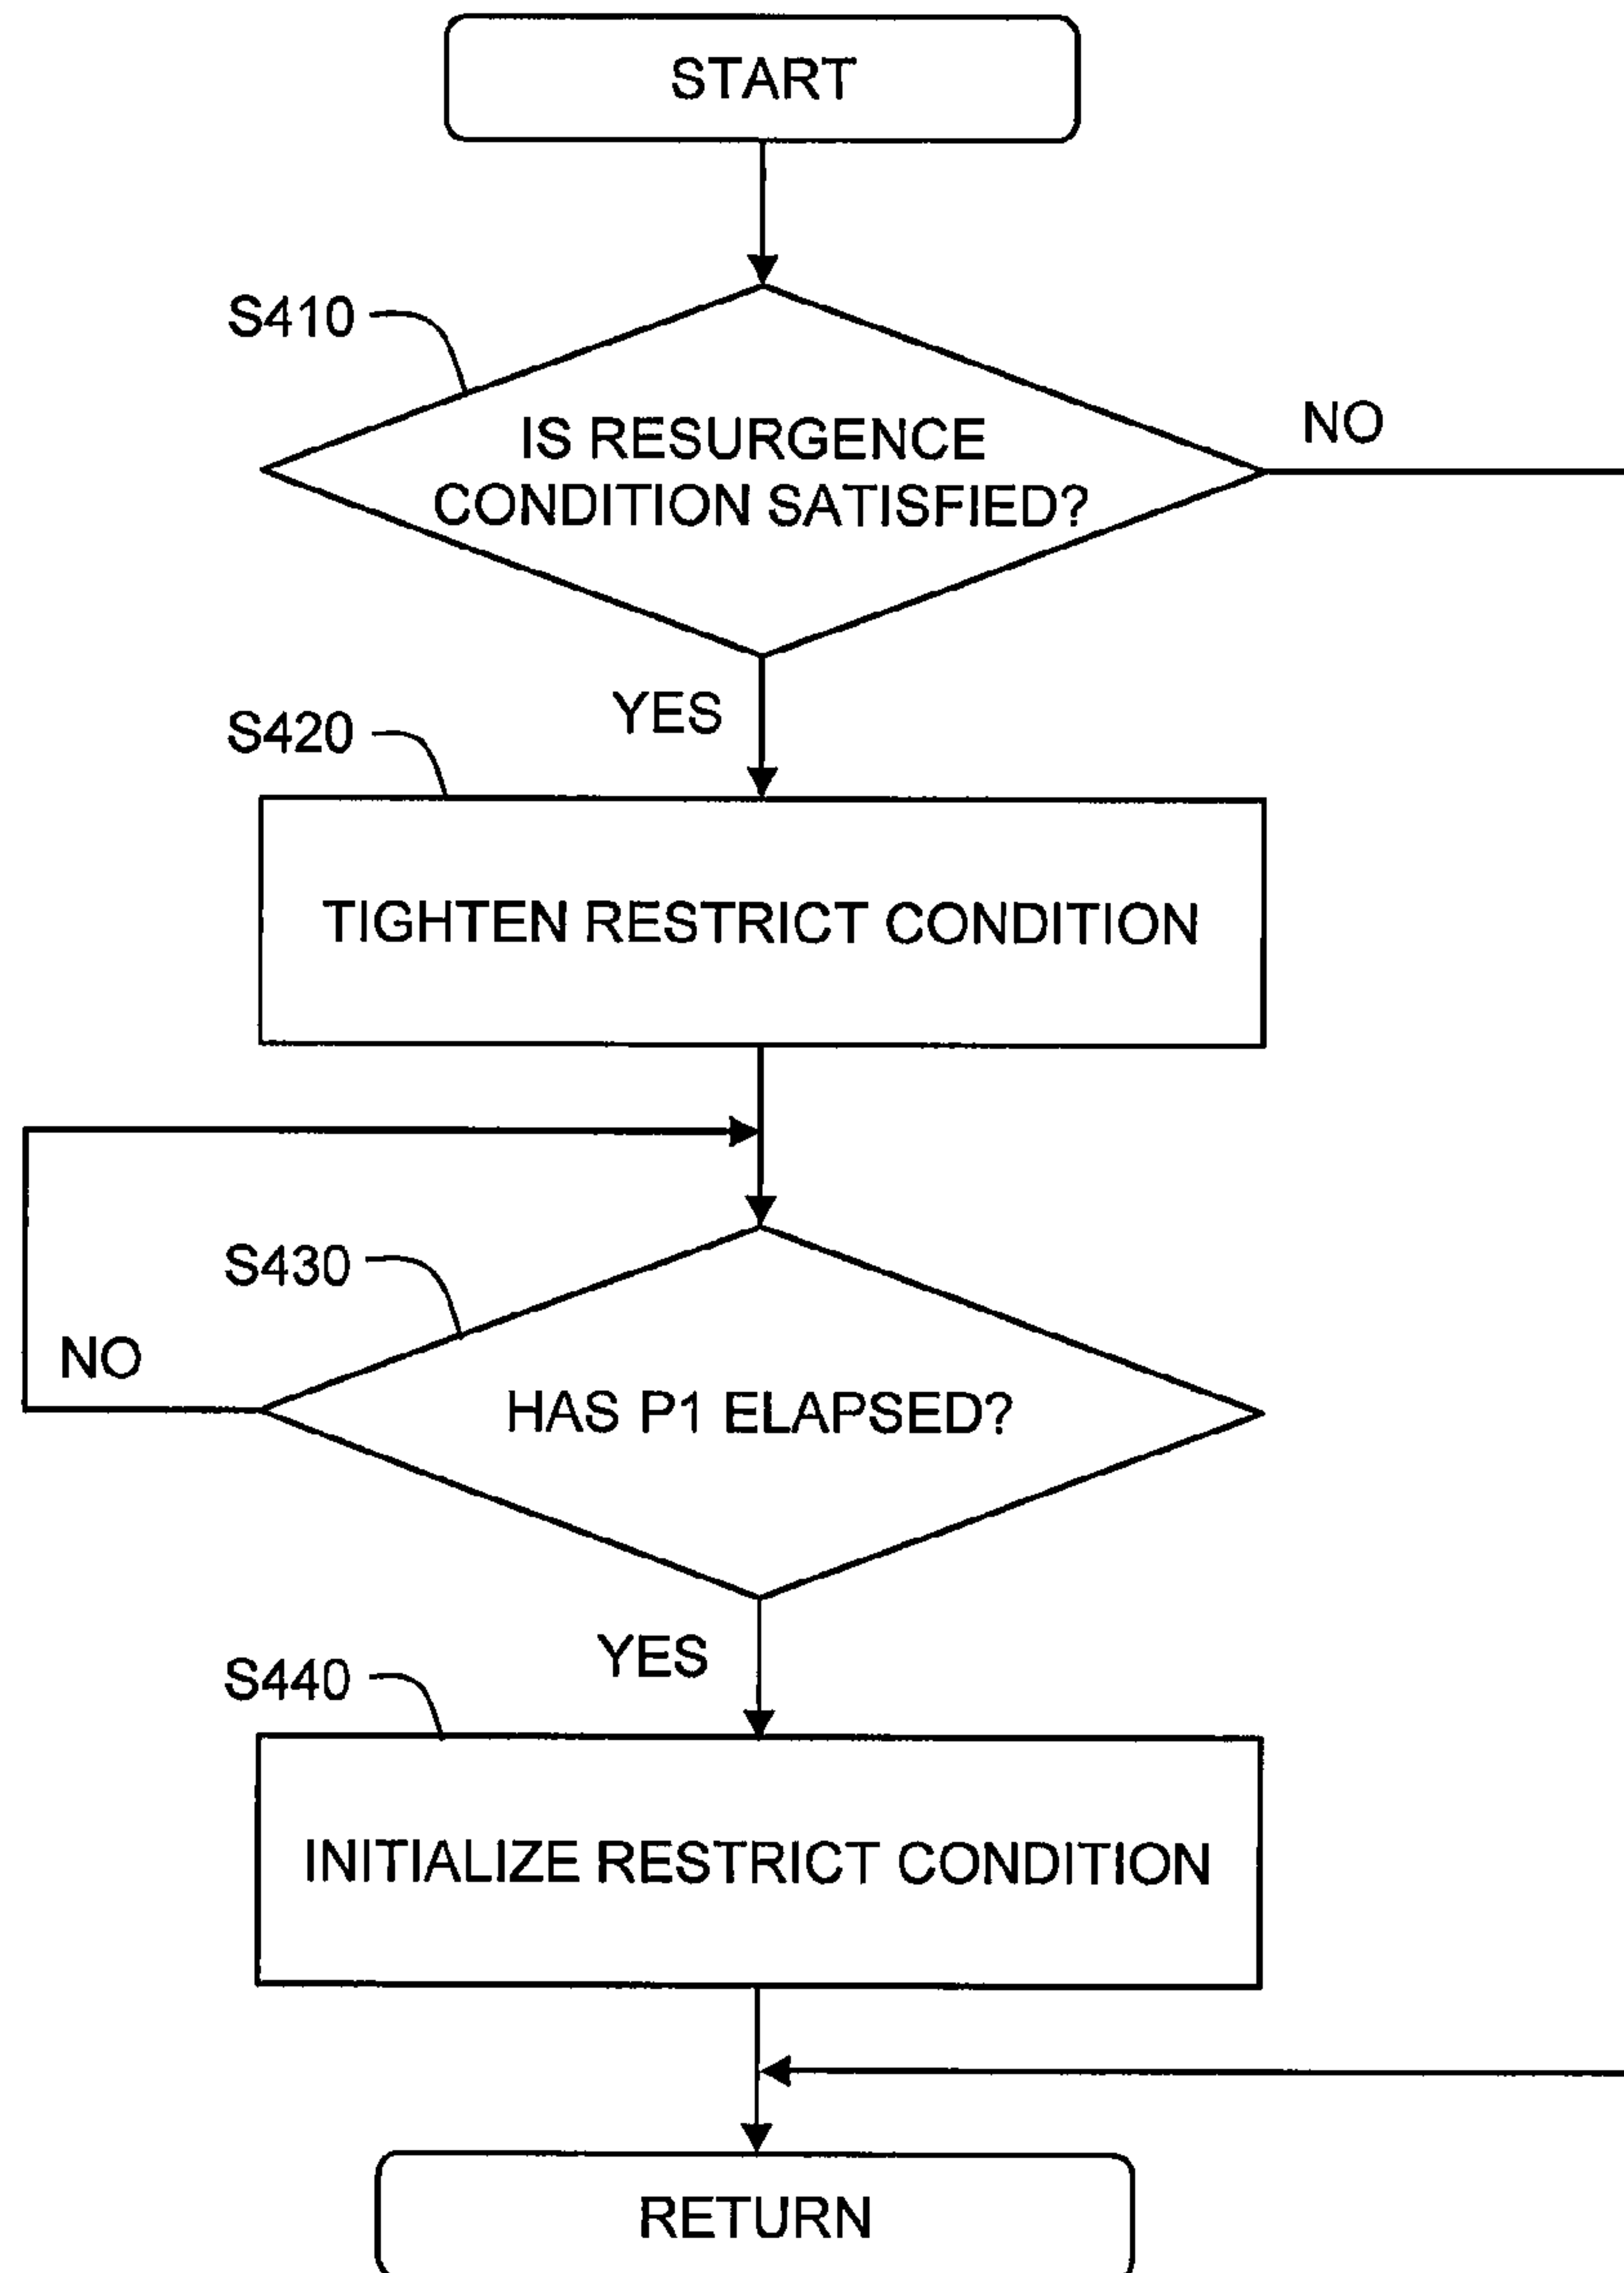 START
S410
IS RESURGENCE
CONDITION SATISFIED?
NO
YES
S420
TIGHTEN RESTRICT CONDITION
S430
NO
HAS P1 ELAPSED?
YES
S440
INITIALIZE RESTRICT CONDITION
RETURN